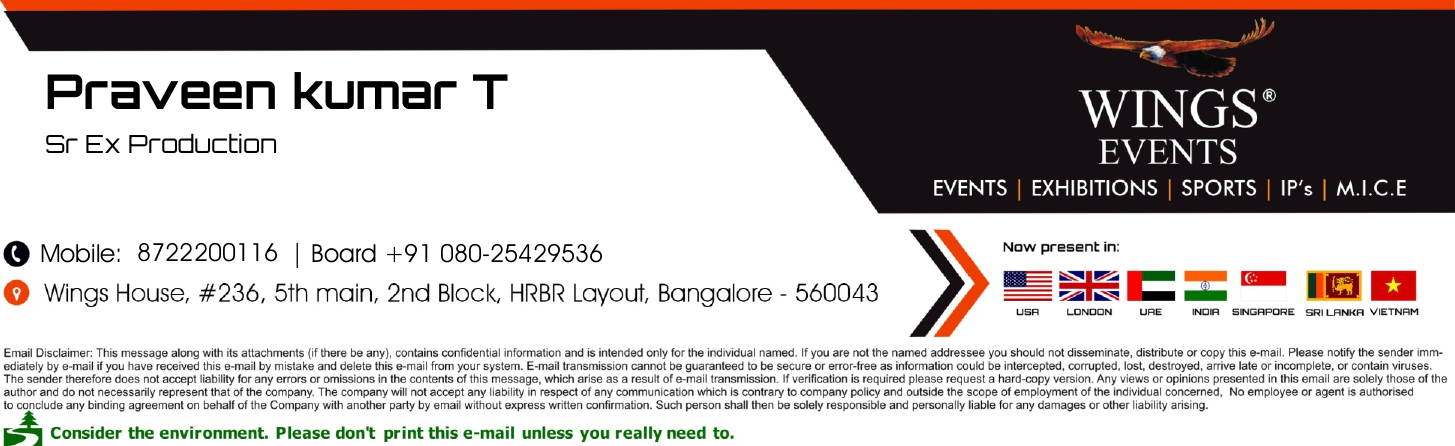 Praveen kumar T
Sr Ex Production
WINGS®
EVENTS
EVENTS | EXHIBITIONS | SPORTS | IP's | M.I.C.E
Mobile: 8722200116 | Board +91 080-25429536
Wings House, #236, 5th main, 2nd Block, HRBR Layout, Bangalore - 560043
Now present in:
USA LONDON UAE INDIA SINGAPORE SRI LANKA VIETNAM
Email Disclaimer: This message along with its attachments (if there be any), contains confidential information and is intended only for the individual named. If you are not the named addressee you should not disseminate, distribute or copy this e-mail. Please notify the sender imm-
ediately by e-mail if you have received this e-mail by mistake and delete this e-mail from your system. E-mail transmission cannot be guaranteed to be secure or error-free as information could be intercepted, corrupted, lost, destroyed, arrive late or incomplete, or contain viruses.
The sender therefore does not accept liability for any errors or omissions in the contents of this message, which arise as a result of e-mail transmission. If verification is required please request a hard-copy version. Any views or opinions presented in this email are solely those of the
author and do not necessarily represent that of the company. The company will not accept any liability in respect of any communication which is contrary to company policy and outside the scope of employment of the individual concerned, No employee or agent is authorised
to conclude any binding agreement on behalf of the Company with another party by email without express written confirmation. Such person shall then be solely responsible and personally liable for any damages or other liability arising.
Consider the environment. Please don't print this e-mail unless you really need to.